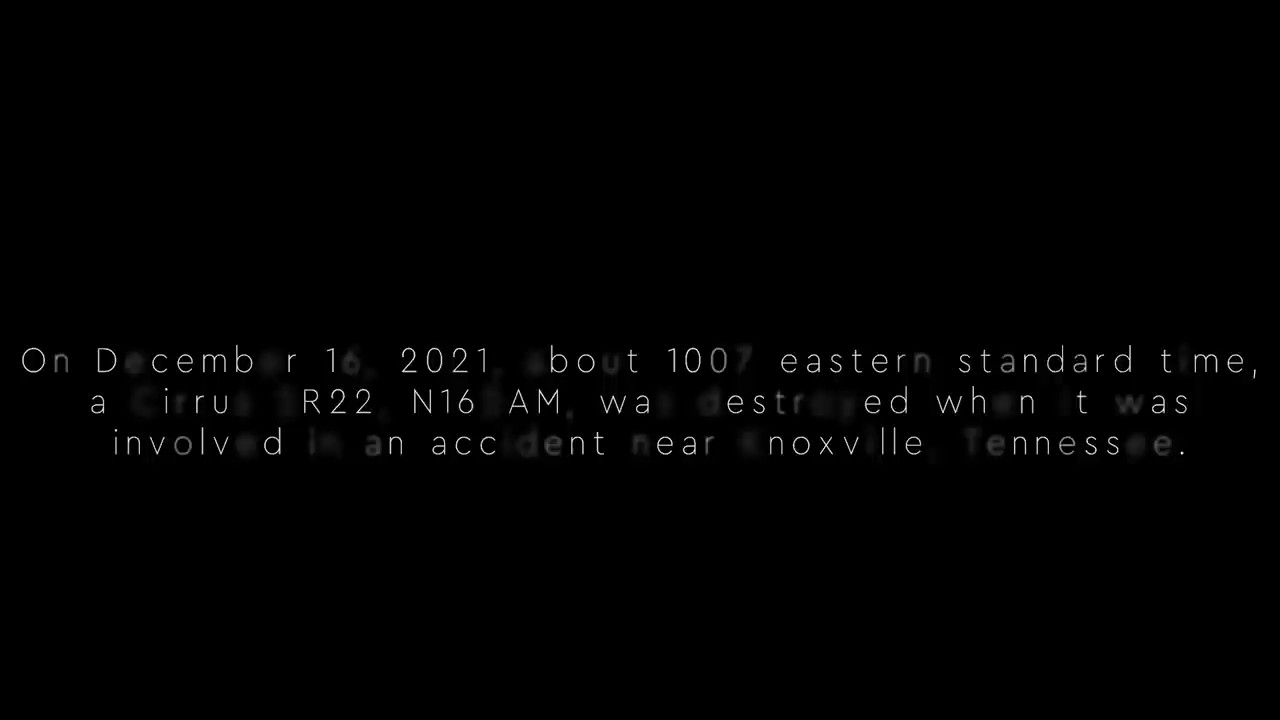 On December 16, 2021, about 1007 eastern standard time,
a Cirrus SR22, was destroyed when it was
involved in an accident near Knoxville, Tennessee.